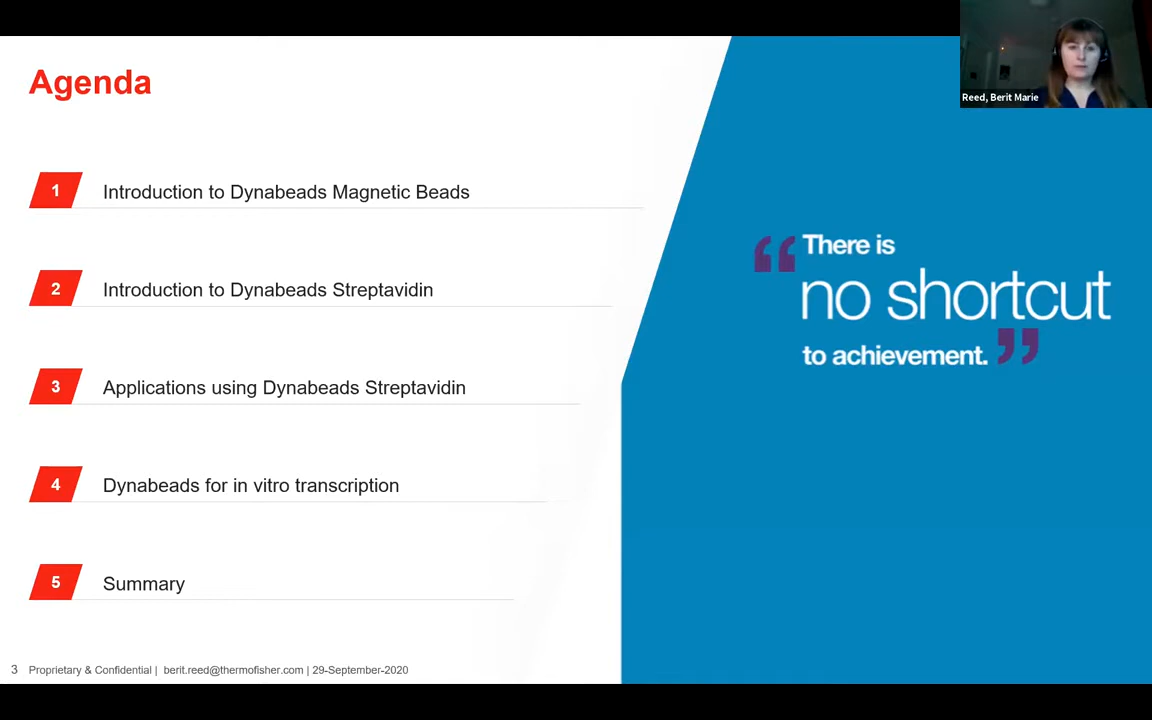 Agenda
1 Introduction to Dynabeads Magnetic Beads
2 Introduction to Dynabeads Streptavidin
3 Applications using Dynabeads Streptavidin
4 Dynabeads for in vitro transcription
5 Summary
“There is
no shortcut
to achievement.”
Reed, Berit Marie
3 Proprietary & Confidential | berit.reed@thermofisher.com | 29-September-2020